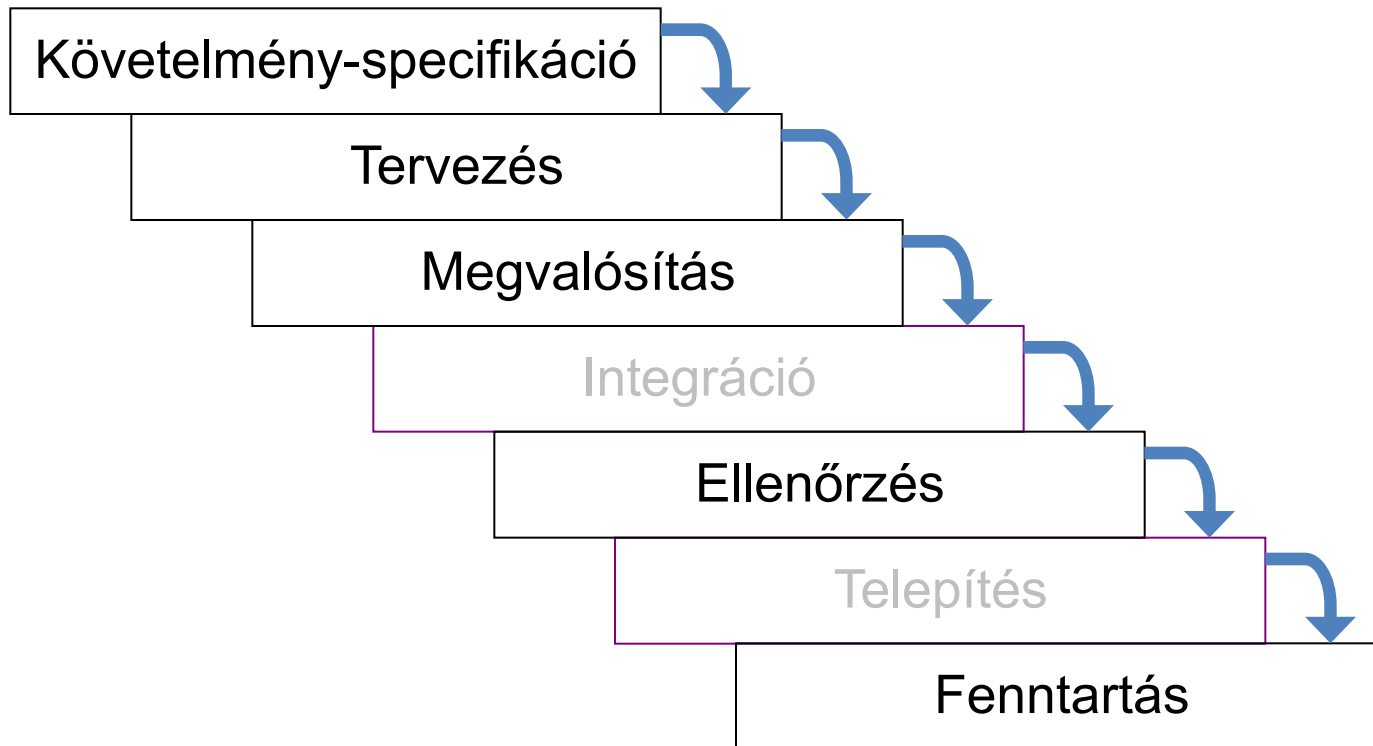 Követelmény-specifikáció
Tervezés
Megvalósítás
Integráció
Ellenőrzés
Telepítés
Fenntartás